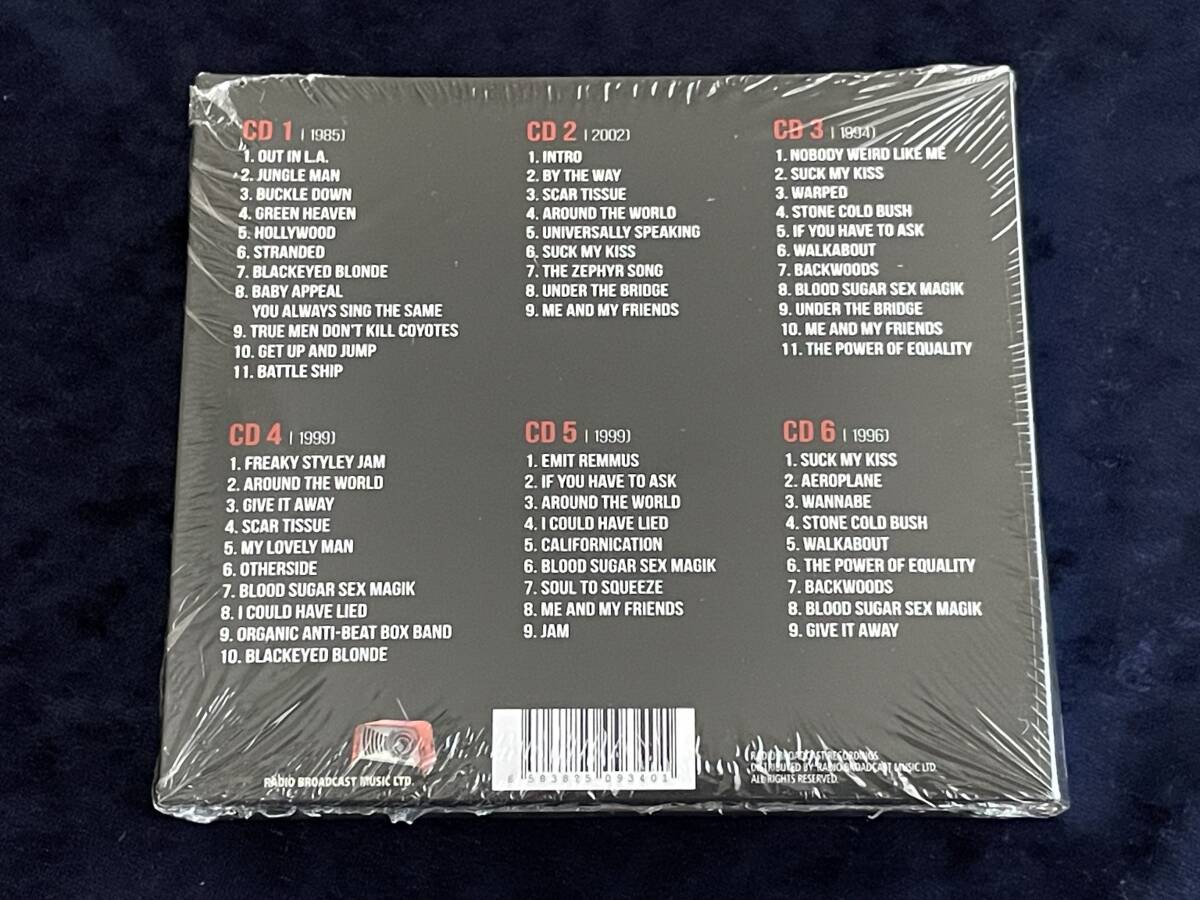 CD 1 | 1985)
1. OUT IN L.A.
2. JUNGLE MAN
3. BUCKLE DOWN
4. GREEN HEAVEN
5. HOLLYWOOD
6. STRANDED
7. BLACKEYED BLONDE
8. BABY APPEAL
YOU ALWAYS SING THE SAME
9. TRUE MEN DON'T KILL COYOTES
10. GET UP AND JUMP
11. BATTLE SHIP
CD 2 | 2002)
1. INTRO
2. BY THE WAY
3. SCAR TISSUE
4. AROUND THE WORLD
5. UNIVERSALLY SPEAKING
6. SUCK MY KISS
7. THE ZEPHYR SONG
8. UNDER THE BRIDGE
9. ME AND MY FRIENDS
CD 3 | 1994)
1. NOBODY WEIRD LIKE ME
2. SUCK MY KISS
3. WARPED
4. STONE COLD BUSH
5. IF YOU HAVE TO ASK
6. WALKABOUT
7. BACKWOODS
8. BLOOD SUGAR SEX MAGIK
9. UNDER THE BRIDGE
10. ME AND MY FRIENDS
11. THE POWER OF EQUALITY
CD 4 | 1999)
1. FREAKY STYLEY JAM
2. AROUND THE WORLD
3. GIVE IT AWAY
4. SCAR TISSUE
5. MY LOVELY MAN
6. OTHERSIDE
7. BLOOD SUGAR SEX MAGIK
8. I COULD HAVE LIED
9. ORGANIC ANTI-BEAT BOX BAND
10. BLACKEYED BLONDE
CD 5 | 1999)
1. EMIT REMMUS
2. IF YOU HAVE TO ASK
3. AROUND THE WORLD
4. I COULD HAVE LIED
5. CALIFORNICATION
6. BLOOD SUGAR SEX MAGIK
7. SOUL TO SQUEEZE
8. ME AND MY FRIENDS
9. JAM
CD 6 | 1996)
1. SUCK MY KISS
2. AEROPLANE
3. WANNABE
4. STONE COLD BUSH
5. WALKABOUT
6. THE POWER OF EQUALITY
7. BACKWOODS
8. BLOOD SUGAR SEX MAGIK
9. GIVE IT AWAY
RADIO BROADCAST MUSIC LTD.
6 583825 093401
RADIO BROADCAST RECORDINGS
DISTRIBUTED BY: RADIO BROADCAST MUSIC LTD.
ALL RIGHTS RESERVED.